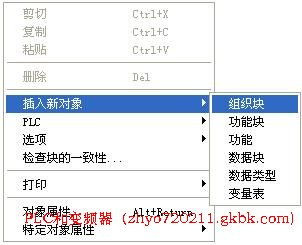 剪切 Ctrl+X
复制 Ctrl+C
粘贴 Ctrl+V
删除 Del
插入新对象
组织块
PLC
功能块
选项
功能
检查块的一致性...
数据块
数据类型
打印
变量表
对象属性... Alt+Return
PLC和变频器（zhyo720211.gkbk.com)
特定对象属性